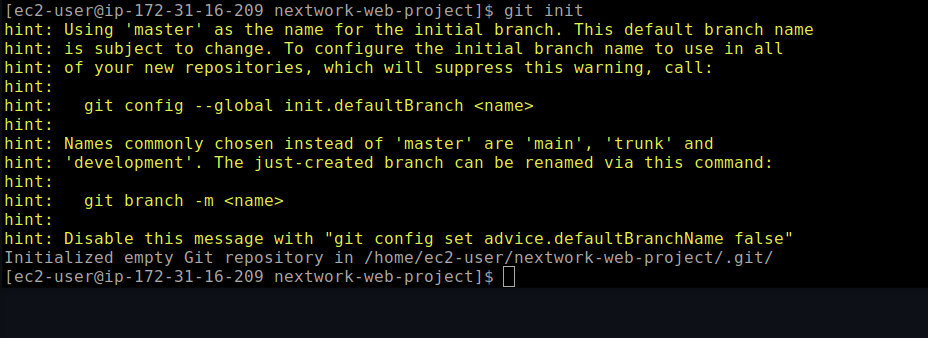 [ec2-user@ip-172-31-16-209 nextwork-web-project]$ git init
hint: Using 'master' as the name for the initial branch. This default branch name
hint: is subject to change. To configure the initial branch name to use in all
hint: of your new repositories, which will suppress this warning, call:
hint:
hint:   git config --global init.defaultBranch <name>
hint:
hint: Names commonly chosen instead of 'master' are 'main', 'trunk' and
hint: 'development'. The just-created branch can be renamed via this command:
hint:
hint:   git branch -m <name>
hint:
hint: Disable this message with "git config set advice.defaultBranchName false"
Initialized empty Git repository in /home/ec2-user/nextwork-web-project/.git/
[ec2-user@ip-172-31-16-209 nextwork-web-project]$